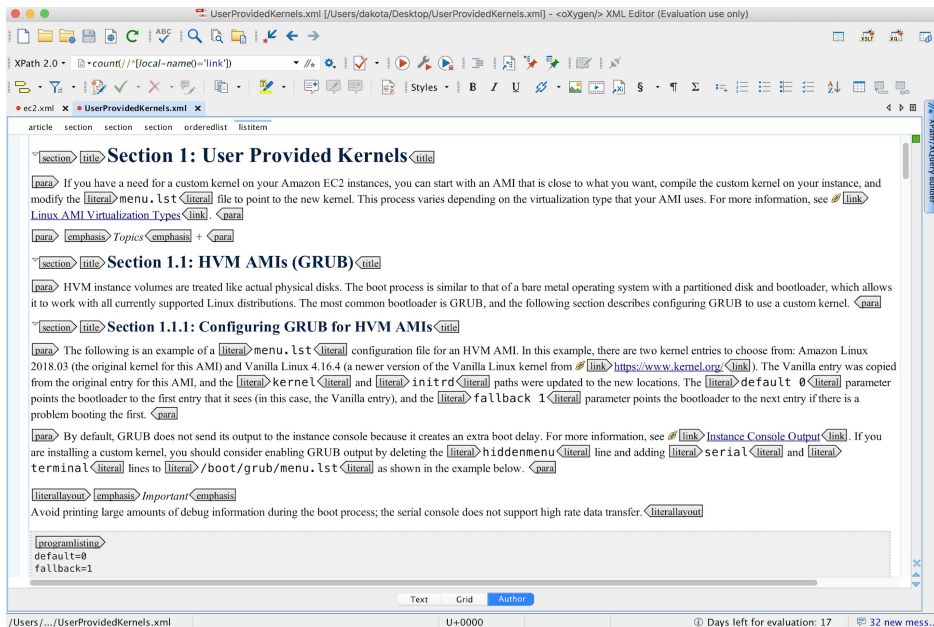 UserProvidedKernels.xml [/Users/dakota/Desktop/UserProvidedKernels.xml] - <oXygen/> XML Editor (Evaluation use only)
XPath 2.0 count(//*[local-name()='link'])
Styles B I U § ¶ Σ
ec2.xml x UserProvidedKernels.xml x
article section section section orderedlist listitem
section title Section 1: User Provided Kernels title
para If you have a need for a custom kernel on your Amazon EC2 instances, you can start with an AMI that is close to what you want, compile the custom kernel on your instance, and
modify the literal menu.lst literal file to point to the new kernel. This process varies depending on the virtualization type that your AMI uses. For more information, see link
Linux AMI Virtualization Types link . para
para emphasis Topics emphasis + para
section title Section 1.1: HVM AMIs (GRUB) title
para HVM instance volumes are treated like actual physical disks. The boot process is similar to that of a bare metal operating system with a partitioned disk and bootloader, which allows
it to work with all currently supported Linux distributions. The most common bootloader is GRUB, and the following section describes configuring GRUB to use a custom kernel. para
section title Section 1.1.1: Configuring GRUB for HVM AMIs title
para The following is an example of a literal menu.lst literal configuration file for an HVM AMI. In this example, there are two kernel entries to choose from: Amazon Linux
2018.03 (the original kernel for this AMI) and Vanilla Linux 4.16.4 (a newer version of the Vanilla Linux kernel from link https://www.kernel.org/ link ). The Vanilla entry was copied
from the original entry for this AMI, and the literal kernel literal and literal initrd literal paths were updated to the new locations. The literal default 0 literal parameter
points the bootloader to the first entry that it sees (in this case, the Vanilla entry), and the literal fallback 1 literal parameter points the bootloader to the next entry if there is a
problem booting the first. para
para By default, GRUB does not send its output to the instance console because it creates an extra boot delay. For more information, see link Instance Console Output link . If you
are installing a custom kernel, you should consider enabling GRUB output by deleting the literal hiddenmenu literal line and adding literal serial literal and literal
terminal literal lines to literal /boot/grub/menu.lst literal as shown in the example below. para
literallayout emphasis Important emphasis
Avoid printing large amounts of debug information during the boot process; the serial console does not support high rate data transfer. literallayout
programlisting
default=0
fallback=1
Text Grid Author
/Users/.../UserProvidedKernels.xml U+0000 Days left for evaluation: 17 32 new mess..
XPath/XQuery Builder